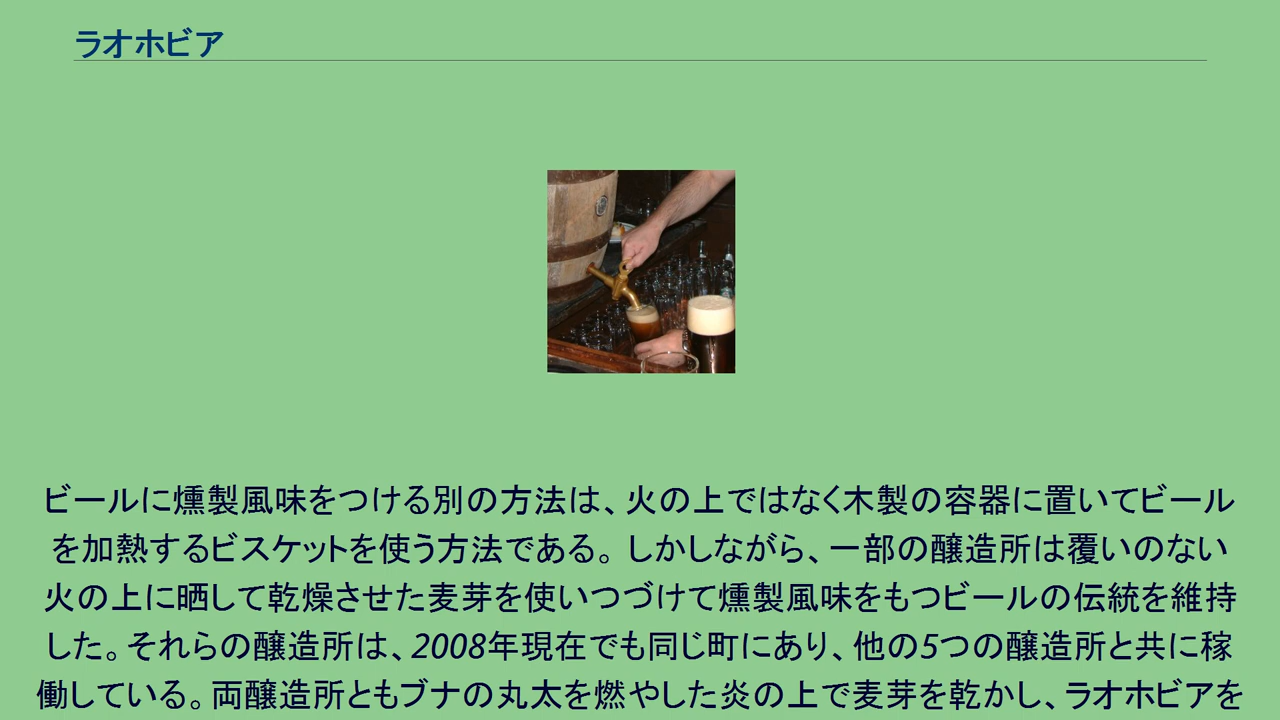 ラオホビア
ビールに燻製風味をつける別の方法は、火の上ではなく木製の容器に置いてビール
を加熱するビスケットを使う方法である。しかしながら、一部の醸造所は覆いのない
火の上に晒して乾燥させた麦芽を使いつづけて燻製風味をもつビールの伝統を維持
した。それらの醸造所は、2008年現在でも同じ町にあり、他の5つの醸造所と共に稼
働している。両醸造所ともブナの丸太を燃やした炎の上で麦芽を乾かし、ラオホビアを